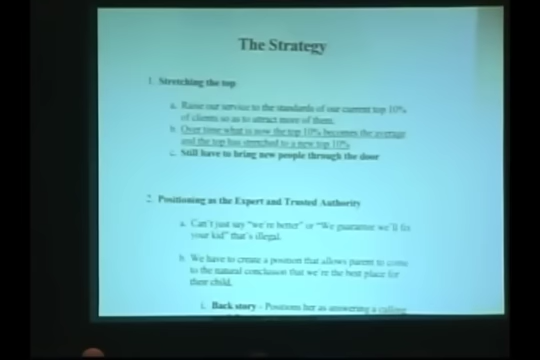 The Strategy
1. Stretching the top
a. Raise our service to the standards of our current top 10%
of clients so as to attract more of them.
b. Over time what is now the top 10% becomes the average
and the top has stretched to a new top 10%
c. Still have to bring new people through the door
2. Positioning as the Expert and Trusted Authority
a. Can't just say "we're better" or "We guarantee we'll fix
your kid" that's illegal.
b. We have to create a position that allows parent to come
to the natural conclusion that we're the best place for
their child.
i. Back story - Positions her as answering a calling